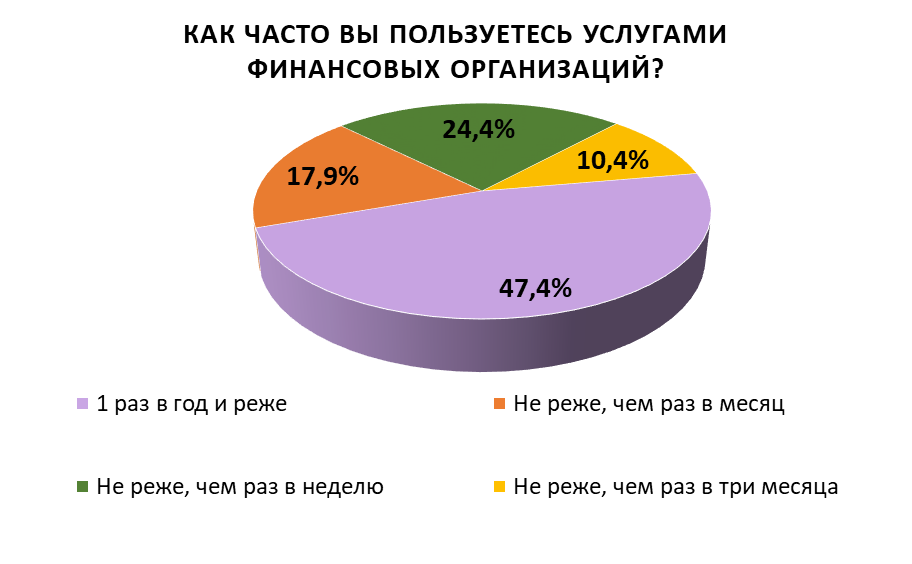 КАК ЧАСТО ВЫ ПОЛЬЗУЕТЕСЬ УСЛУГАМИ
ФИНАНСОВЫХ ОРГАНИЗАЦИЙ?
24,4%
10,4%
17,9%
47,4%
1 раз в год и реже
Не реже, чем раз в месяц
Не реже, чем раз в неделю
Не реже, чем раз в три месяца